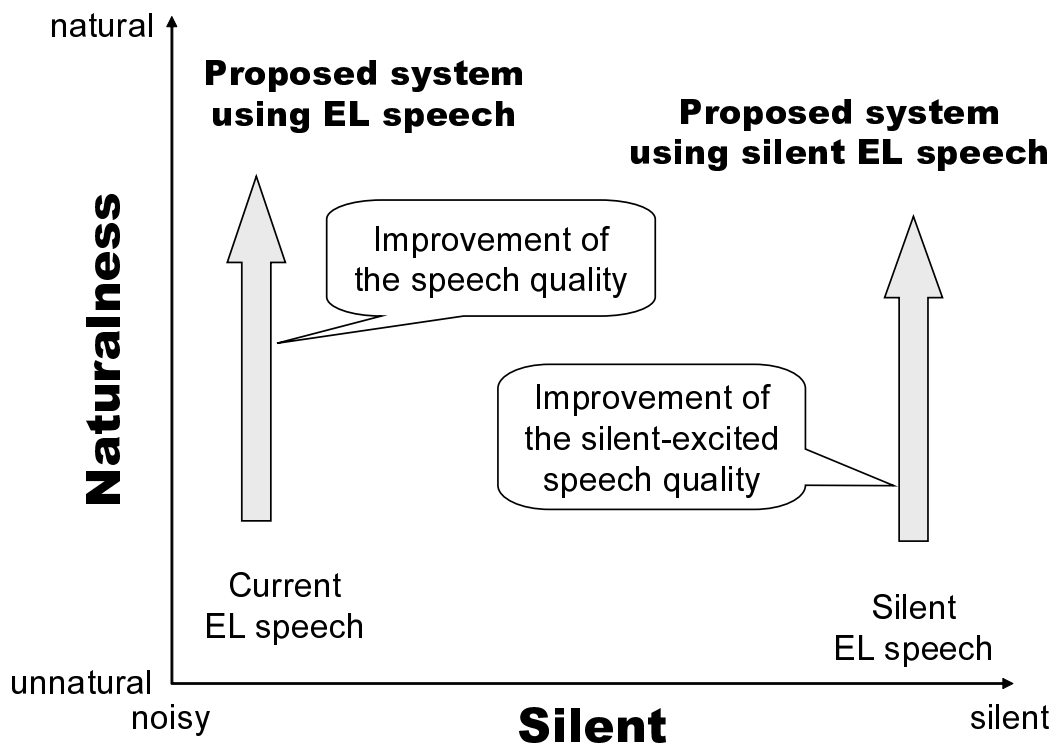 natural
Proposed system
using EL speech
Proposed system
using silent EL speech
Naturalness
Improvement of
the speech quality
Improvement of
the silent-excited
speech quality
Current
EL speech
Silent
EL speech
unnatural
noisy
Silent
silent